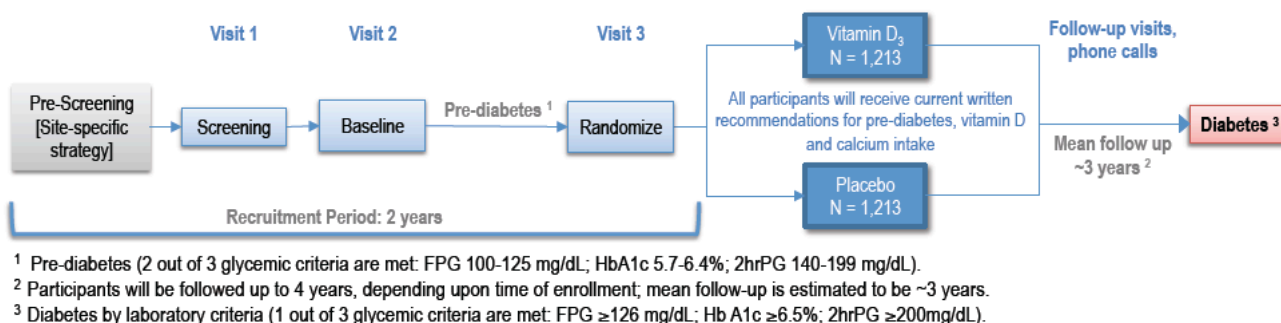 Visit 1
Visit 2
Visit 3
Pre-Screening
[Site-specific
strategy]
Screening
Baseline
Pre-diabetes ¹
Randomize
Vitamin D₃
N = 1,213
All participants will receive current written
recommendations for pre-diabetes, vitamin D
and calcium intake
Placebo
N = 1,213
Follow-up visits,
phone calls
Mean follow up
~3 years ²
Diabetes ³
Recruitment Period: 2 years
¹ Pre-diabetes (2 out of 3 glycemic criteria are met: FPG 100-125 mg/dL; HbA1c 5.7-6.4%; 2hrPG 140-199 mg/dL).
² Participants will be followed up to 4 years, depending upon time of enrollment; mean follow-up is estimated to be ~3 years.
³ Diabetes by laboratory criteria (1 out of 3 glycemic criteria are met: FPG ≥126 mg/dL; Hb A1c ≥6.5%; 2hrPG ≥200mg/dL).